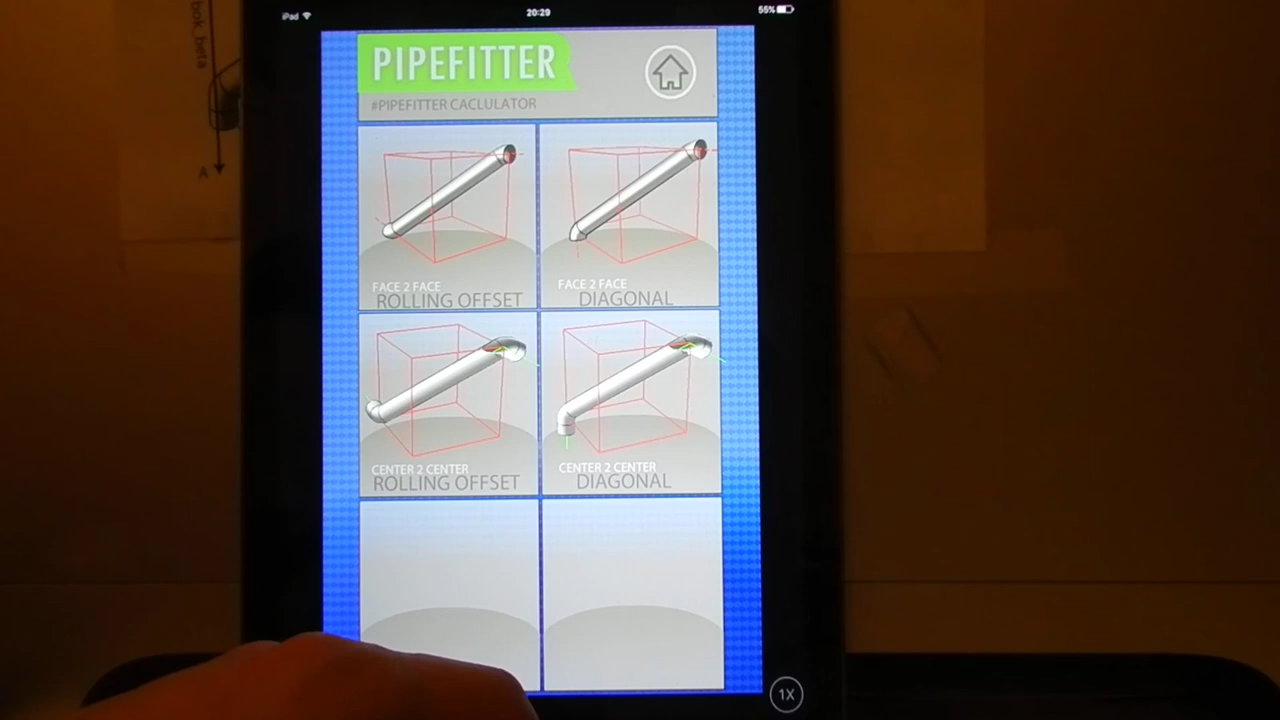 iPad
20:29
55%
bok_beta
A
PIPEFITTER
#PIPEFITTER CACLULATOR
FACE 2 FACE
ROLLING OFFSET
FACE 2 FACE
DIAGONAL
CENTER 2 CENTER
ROLLING OFFSET
CENTER 2 CENTER
DIAGONAL
1X